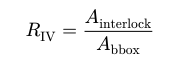 R_IV = A_interlock / A_bbox